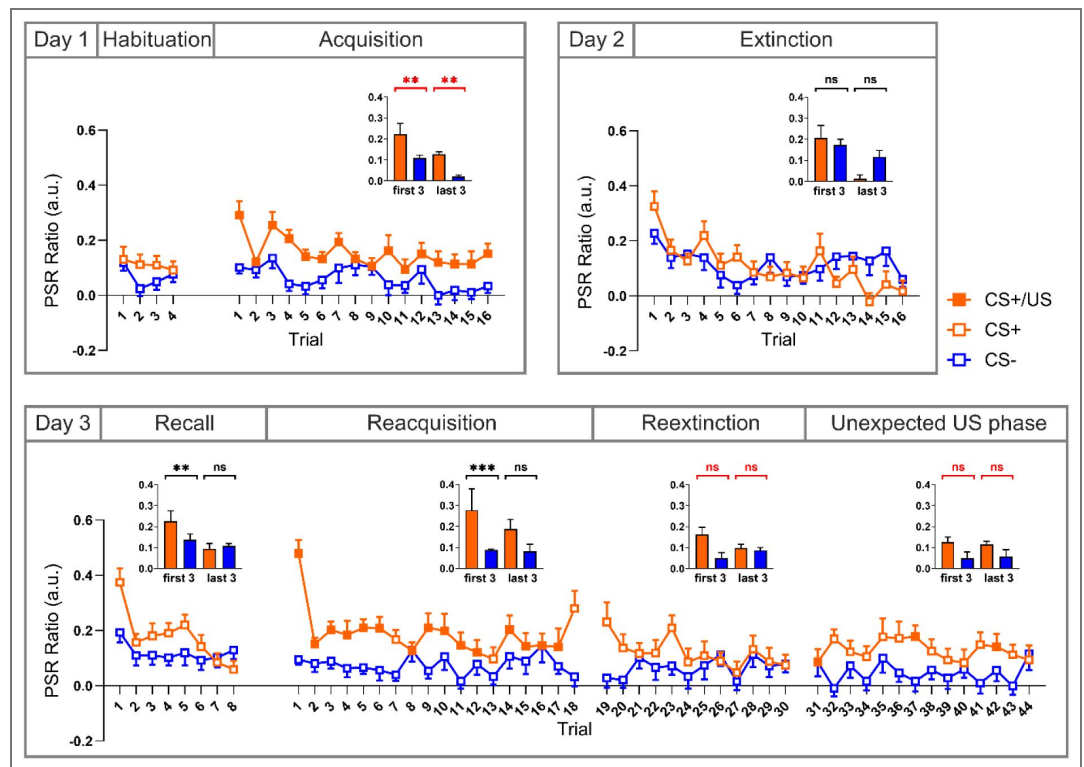 Day 1 Habituation Acquisition
** **
0.4
0.3
0.2
0.1
0.0
first 3 last 3
PSR Ratio (a.u.)
0.6
0.4
0.2
0.0
-0.2
1 2 3 4
1 2 3 4 5 6 7 8 9 10 11 12 13 14 15 16
Trial
Day 2 Extinction
ns ns
0.4
0.3
0.2
0.1
0.0
first 3 last 3
PSR Ratio (a.u.)
0.6
0.4
0.2
0.0
-0.2
1 2 3 4 5 6 7 8 9 10 11 12 13 14 15 16
Trial
CS+/US
CS+
CS-
Day 3 Recall Reacquisition Reextinction Unexpected US phase
** ns
0.4
0.3
0.2
0.1
0.0
first 3 last 3
*** ns
0.4
0.3
0.2
0.1
0.0
first 3 last 3
ns ns
0.4
0.3
0.2
0.1
0.0
first 3 last 3
ns ns
0.4
0.3
0.2
0.1
0.0
first 3 last 3
PSR Ratio (a.u.)
0.6
0.4
0.2
0.0
-0.2
1 2 3 4 5 6 7 8
1 2 3 4 5 6 7 8 9 10 11 12 13 14 15 16 17 18
19 20 21 22 23 24 25 26 27 28 29 30
31 32 33 34 35 36 37 38 39 40 41 42 43 44
Trial